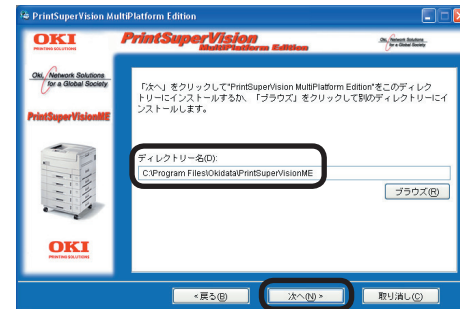 PrintSuperVision MultiPlatform Edition
OKI
PRINTING SOLUTIONS
PrintSuperVision
MultiPlatform Edition
Oki, Network Solutions
for a Global Society
Oki, Network Solutions
for a Global Society
PrintSuperVisionME
OKI
PRINTING SOLUTIONS
「次へ」をクリックして"PrintSuperVision MultiPlatform Edition"をこのディレク
トリーにインストールするか、「ブラウズ」をクリックして別のディレクトリーにイ
ンストールします。
ディレクトリー名(D):
C:\Program Files\Okidata\PrintSuperVisionME
ブラウズ(R)
<戻る(B)
次へ(N)>
取り消し(C)